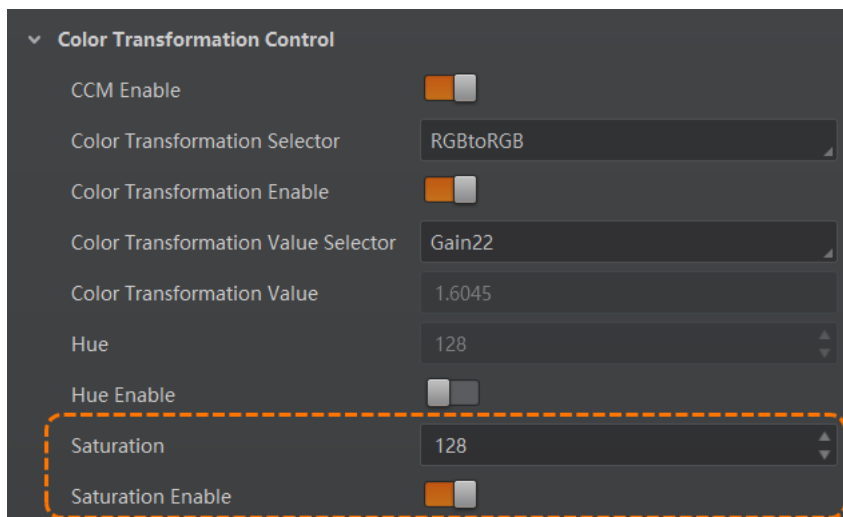 Color Transformation Control
CCM Enable
Color Transformation Selector RGBtoRGB
Color Transformation Enable
Color Transformation Value Selector Gain22
Color Transformation Value 1.6045
Hue 128
Hue Enable
Saturation 128
Saturation Enable